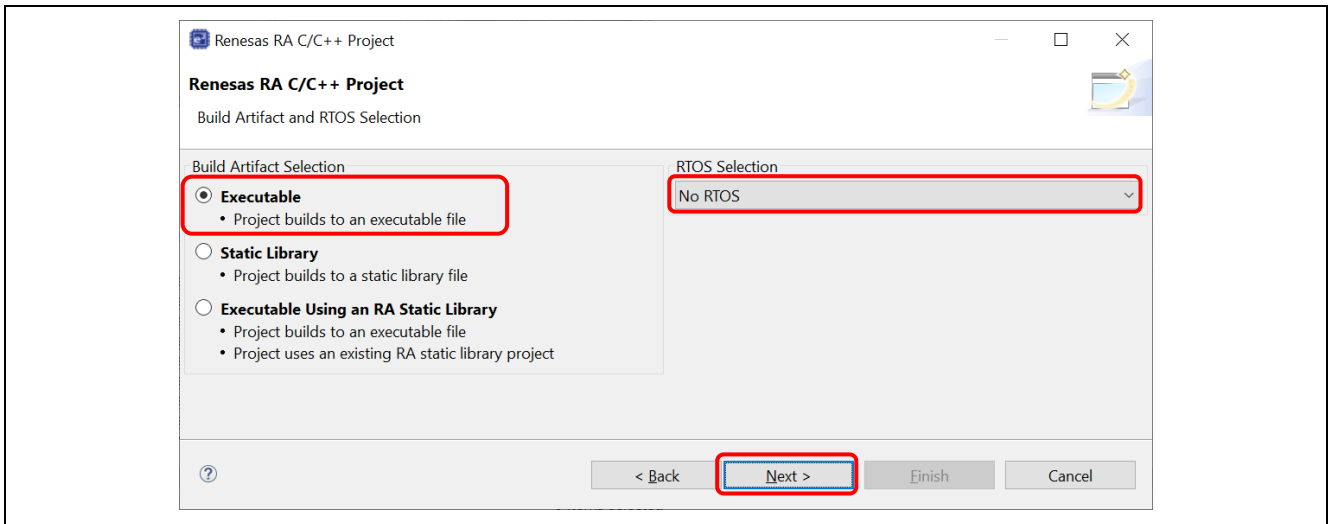 Renesas RA C/C++ Project
Renesas RA C/C++ Project
Build Artifact and RTOS Selection
Build Artifact Selection
Executable
• Project builds to an executable file
Static Library
• Project builds to a static library file
Executable Using an RA Static Library
• Project builds to an executable file
• Project uses an existing RA static library project
RTOS Selection
No RTOS
?
< Back
Next >
Finish
Cancel